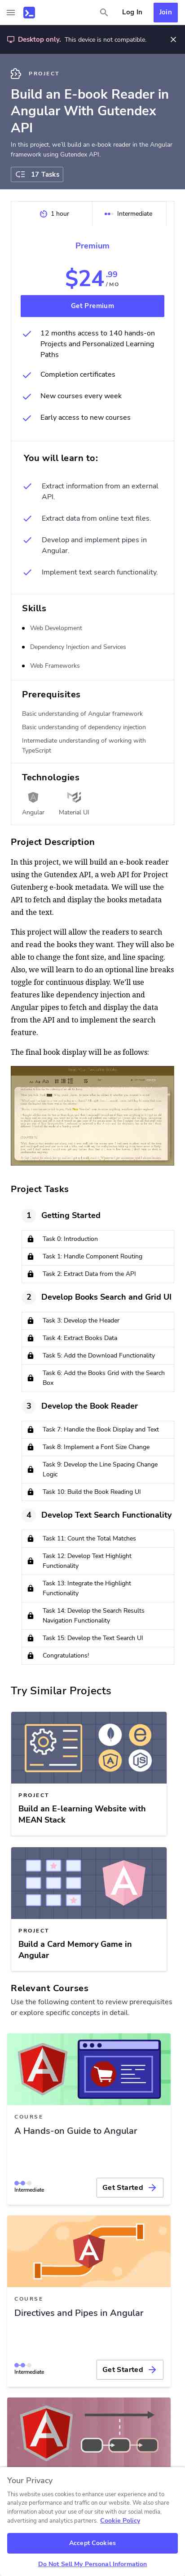 Log In
Join
Desktop only. This device is not compatible.
PROJECT
Build an E-book Reader in
Angular With Gutendex
API
In this project, we'll build an e-book reader in the Angular
framework using Gutendex API.
17 Tasks
1 hour
Intermediate
Premium
$24.99
/MO
Get Premium
12 months access to 140 hands-on
Projects and Personalized Learning
Paths
Completion certificates
New courses every week
Early access to new courses
You will learn to:
Extract information from an external
API.
Extract data from online text files.
Develop and implement pipes in
Angular.
Implement text search functionality.
Skills
Web Development
Dependency Injection and Services
Web Frameworks
Prerequisites
Basic understanding of Angular framework
Basic understanding of dependency injection
Intermediate understanding of working with
TypeScript
Technologies
Angular
Material UI
Project Description
In this project, we will build an e-book reader
using the Gutendex API, a web API for Project
Gutenberg e-book metadata. We will use the
API to fetch and display the books metadata
and the text.
This project will allow the readers to search
and read the books they want. They will also be
able to change the font, size, and line spacing.
Also, we will learn to do an optional line breaks
toggle for continuous display. We'll use
features like dependency injection and
Angular pipes to fetch and display the data
from the API and to implement the search
feature.
The final book display will be as follows:
Project Tasks
1
Getting Started
Task 0: Introduction
Task 1: Handle Component Routing
Task 2: Extract Data from the API
2
Develop Books Search and Grid UI
Task 3: Develop the Header
Task 4: Extract Books Data
Task 5: Add the Download Functionality
Task 6: Add the Books Grid with the Search
Box
3
Develop the Book Reader
Task 7: Handle the Book Display and Text
Task 8: Implement a Font Size Change
Task 9: Develop the Line Spacing Change
Logic
Task 10: Build the Book Reading UI
4
Develop Text Search Functionality
Task 11: Count the Total Matches
Task 12: Develop Text Highlight
Functionality
Task 13: Integrate the Highlight
Functionality
Task 14: Develop the Search Results
Navigation Functionality
Task 15: Develop the Text Search UI
Congratulations!
Try Similar Projects
PROJECT
Build an E-learning Website with
MEAN Stack
PROJECT
Build a Card Memory Game in
Angular
Relevant Courses
Use the following content to review prerequisites
or explore specific concepts in detail.
COURSE
A Hands-on Guide to Angular
Intermediate
Get Started
COURSE
Directives and Pipes in Angular
Intermediate
Get Started
Your Privacy
This website uses cookies to enhance user experience and to
analyze performance and traffic on our website. We also share
information about your use of our site with our social media,
advertising and analytics partners. Cookie Policy
Accept Cookies
Do Not Sell My Personal Information